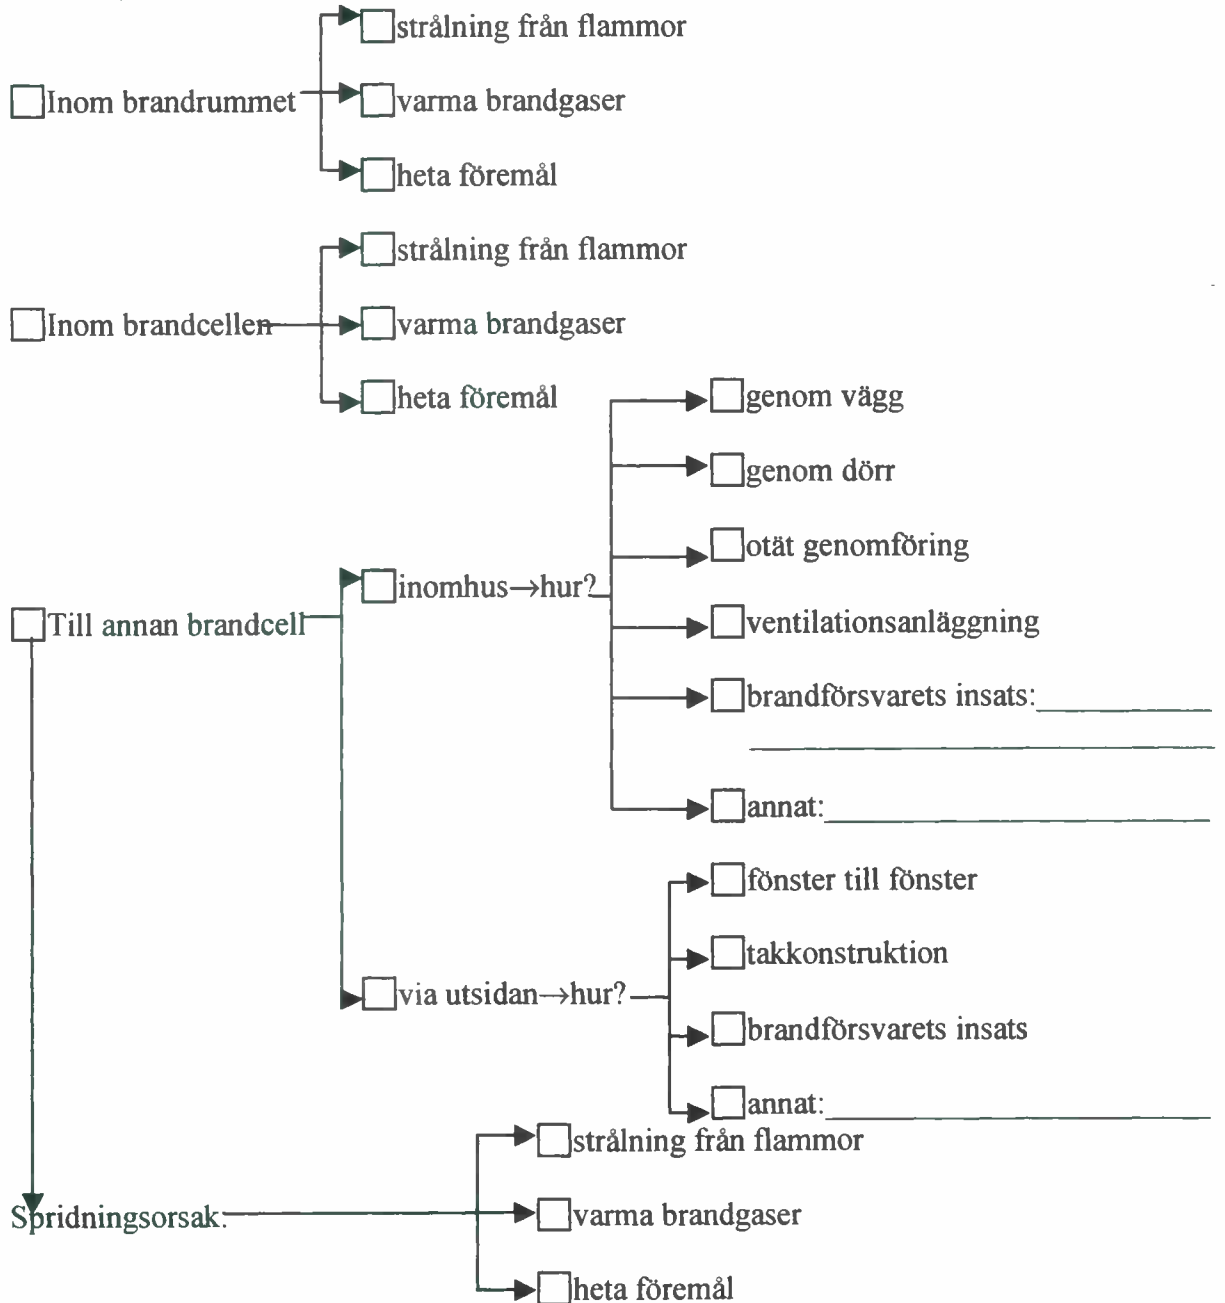 strålning från flammor
Inom brandrummet
varma brandgaser
heta föremål
strålning från flammor
Inom brandcellen
varma brandgaser
heta föremål
genom vägg
genom dörr
otät genomföring
inomhus→hur?
Till annan brandcell
ventilationsanläggning
brandförsvarets insats:
annat:
fönster till fönster
takkonstruktion
via utsidan→hur?
brandförsvarets insats
annat:
strålning från flammor
Spridningsorsak:
varma brandgaser
heta föremål